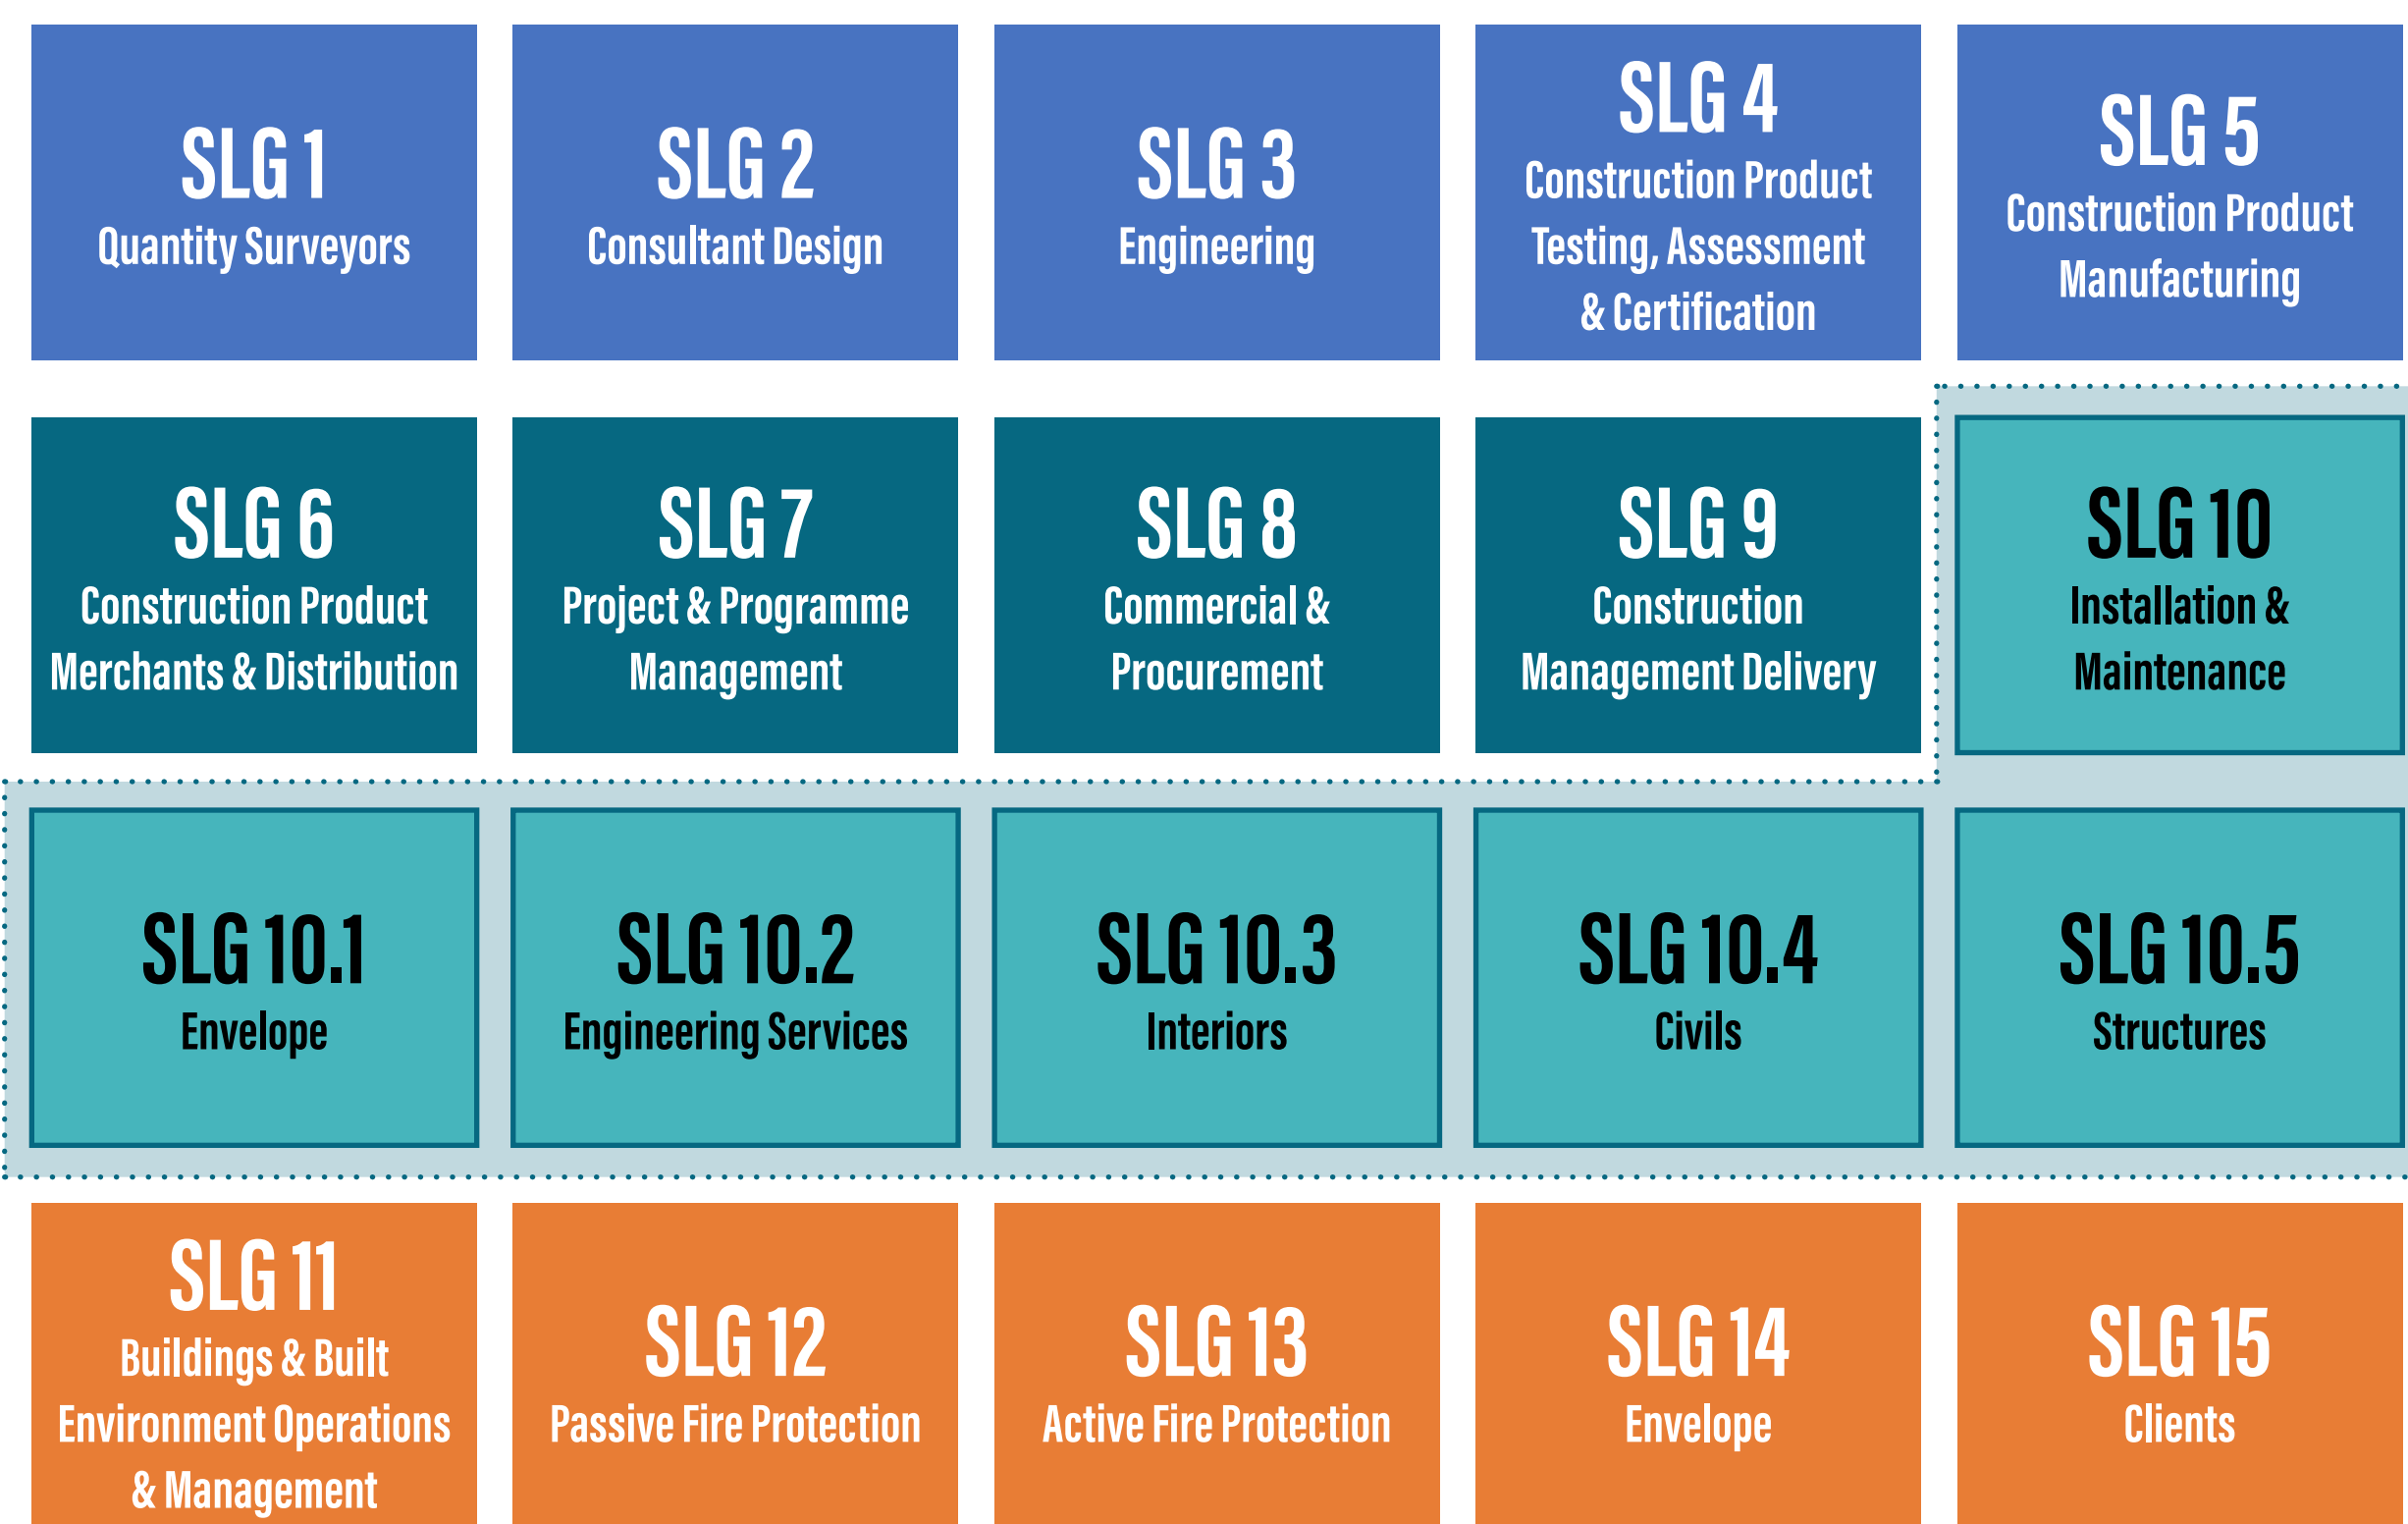 SLG 1
Quantity Surveyors
SLG 2
Consultant Design
SLG 3
Engineering
SLG 4
Construction Product
Testing, Assessment
& Certification
SLG 5
Construction Product
Manufacturing
SLG 6
Construction Product
Merchants & Distribution
SLG 7
Project & Programme
Management
SLG 8
Commercial &
Procurement
SLG 9
Construction
Management Delivery
SLG 10
Installation &
Maintenance
SLG 10.1
Envelope
SLG 10.2
Engineering Services
SLG 10.3
Interiors
SLG 10.4
Civils
SLG 10.5
Structures
SLG 11
Buildings & Built
Environment Operations
& Management
SLG 12
Passive Fire Protection
SLG 13
Active Fire Protection
SLG 14
Envelope
SLG 15
Clients